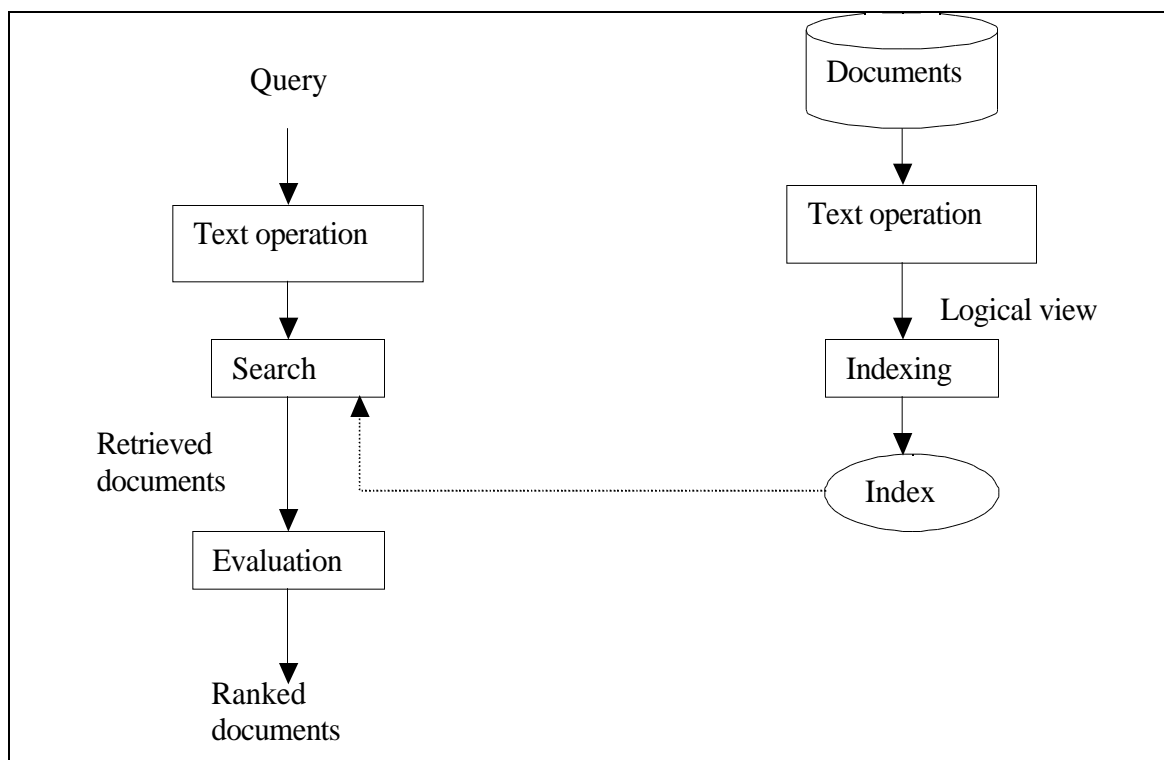 Query
Text operation
Search
Retrieved
documents
Evaluation
Ranked
documents
Documents
Text operation
Logical view
Indexing
Index